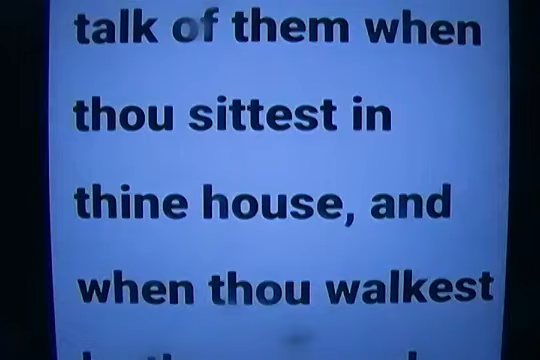 talk of them when
thou sittest in
thine house, and
when thou walkest